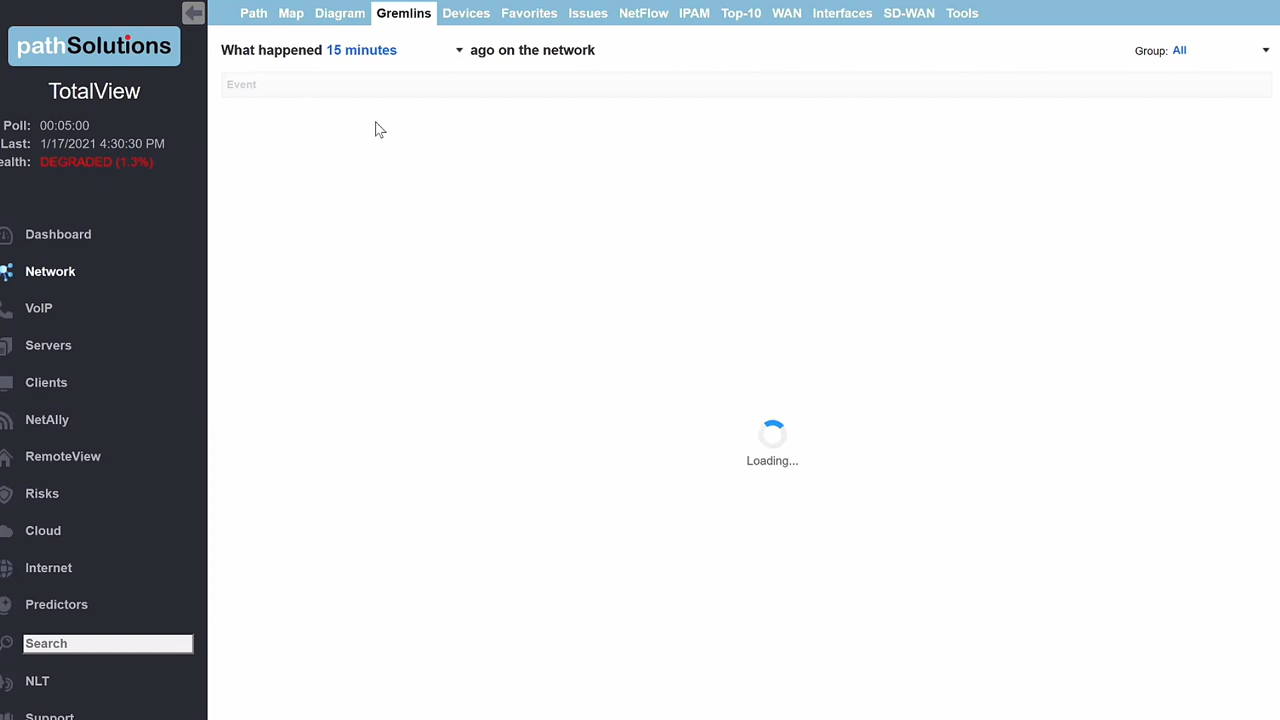 Path Map Diagram Gremlins Devices Favorites Issues NetFlow IPAM Top-10 WAN Interfaces SD-WAN Tools
pathSolutions
What happened 15 minutes ago on the network
Group: All
TotalView
Event
Poll: 00:05:00
Last: 1/17/2021 4:30:30 PM
ealth: DEGRADED (1.3%)
Dashboard
Network
VoIP
Servers
Clients
NetAlly
Loading...
RemoteView
Risks
Cloud
Internet
Predictors
Search
NLT
Support